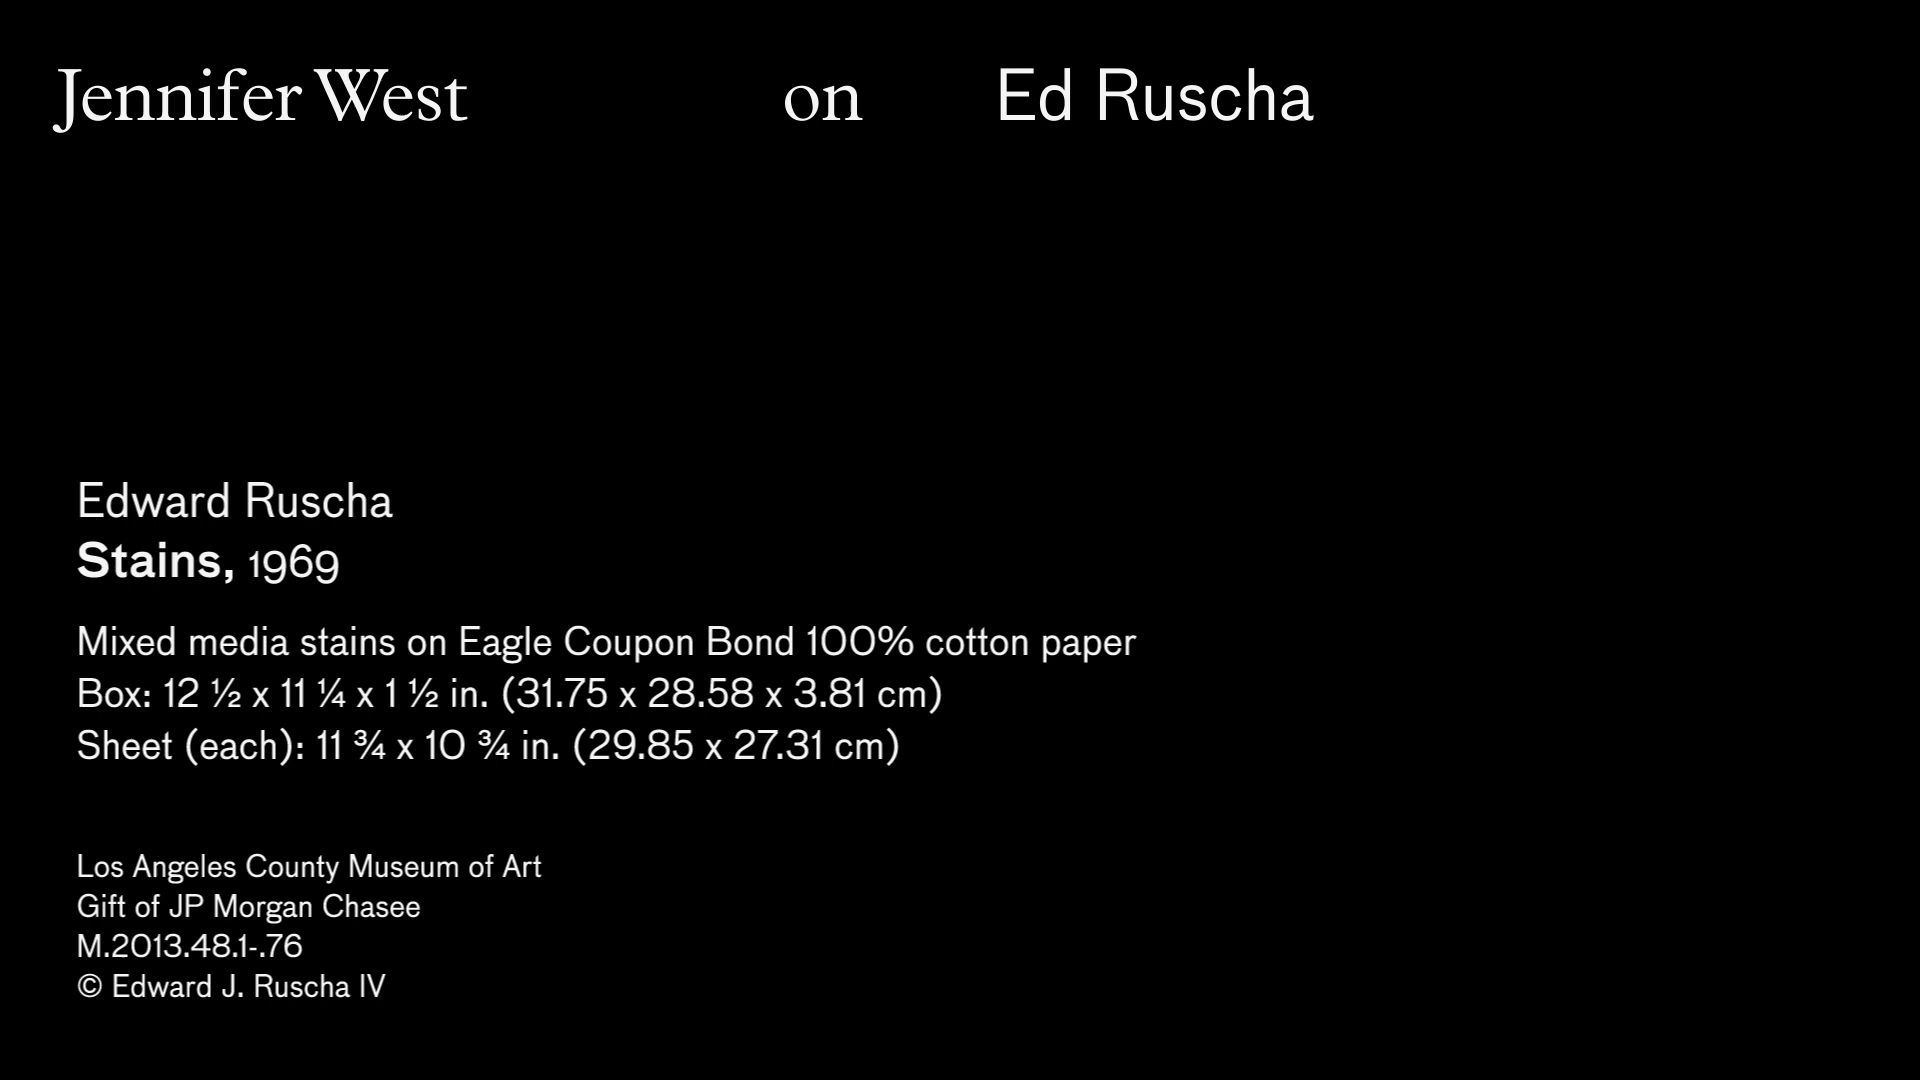 Jennifer West on Ed Ruscha
Edward Ruscha
Stains, 1969
Mixed media stains on Eagle Coupon Bond 100% cotton paper
Box: 12 ½ x 11 ¼ x 1 ½ in. (31.75 x 28.58 x 3.81 cm)
Sheet (each): 11 ¾ x 10 ¾ in. (29.85 x 27.31 cm)
Los Angeles County Museum of Art
Gift of JP Morgan Chasee
M.2013.48.1-.76
© Edward J. Ruscha IV